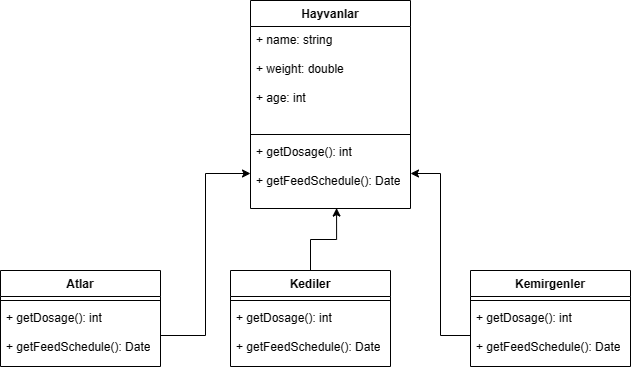 Hayvanlar
+ name: string
+ weight: double
+ age: int
+ getDosage(): int
+ getFeedSchedule(): Date
Atlar
+ getDosage(): int
+ getFeedSchedule(): Date
Kediler
+ getDosage(): int
+ getFeedSchedule(): Date
Kemirgenler
+ getDosage(): int
+ getFeedSchedule(): Date